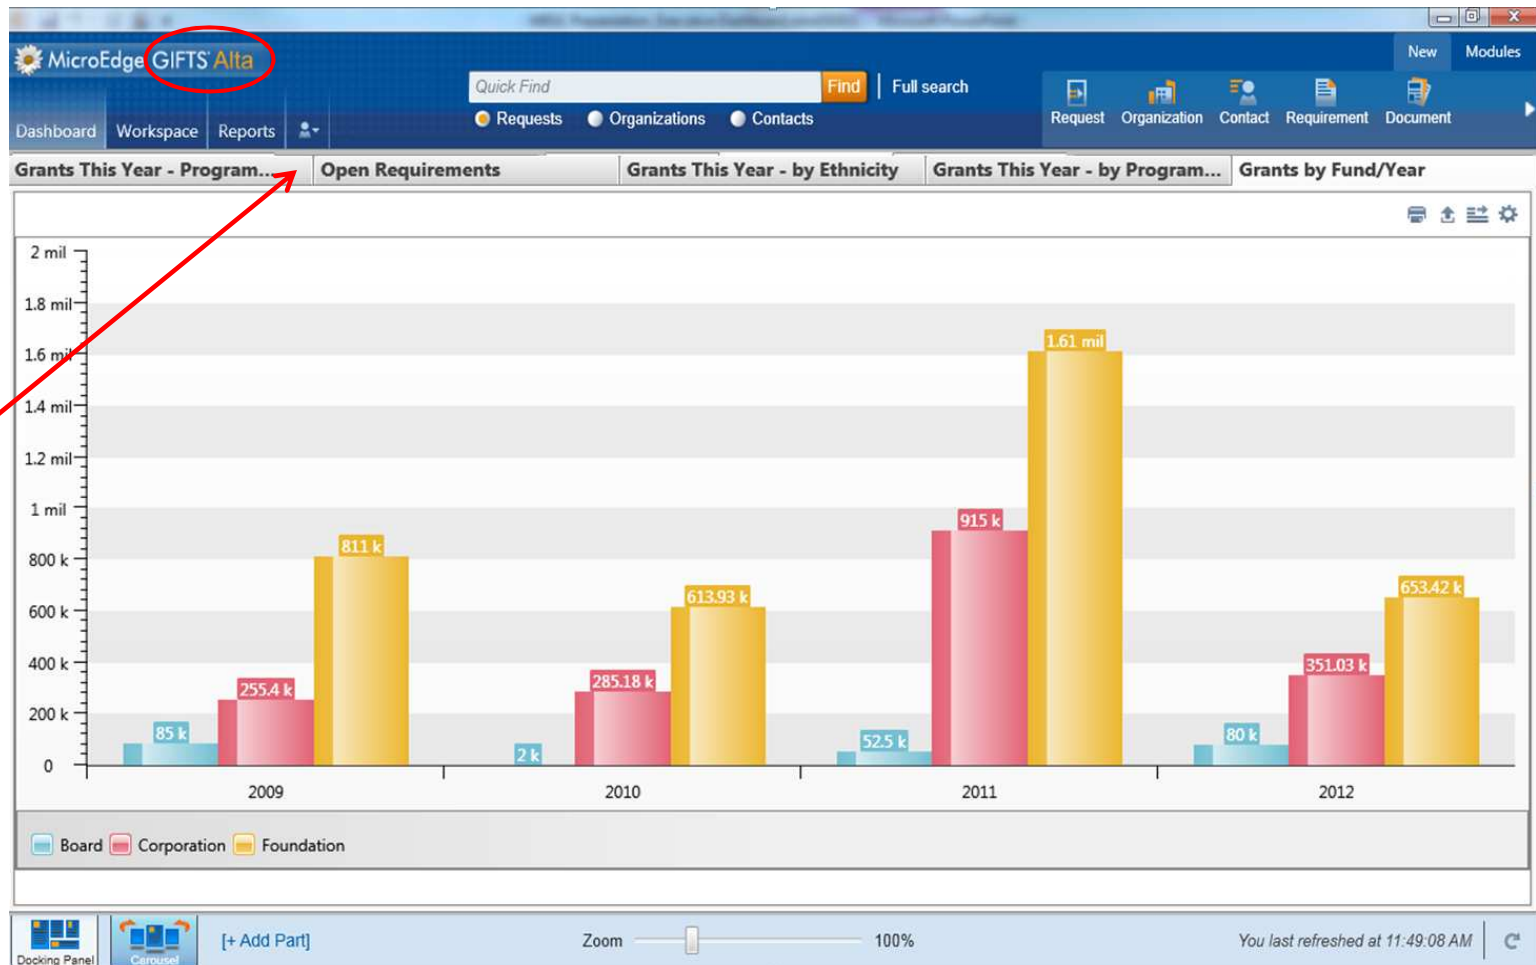 MicroEdge GIFTS Alta
New Modules
Quick Find Find Full search
Requests Organizations Contacts
Request Organization Contact Requirement Document
Dashboard Workspace Reports
Grants This Year - Program... Open Requirements Grants This Year - by Ethnicity Grants This Year - by Program... Grants by Fund/Year
2 mil
1.8 mil
1.6 mil
1.4 mil
1.2 mil
1 mil
800 k
600 k
400 k
200 k
0
85 k
255.4 k
811 k
2 k
285.18 k
613.93 k
52.5 k
915 k
1.61 mil
80 k
351.03 k
653.42 k
2009 2010 2011 2012
Board Corporation Foundation
Docking Panel Carousel [+ Add Part] Zoom 100% You last refreshed at 11:49:08 AM